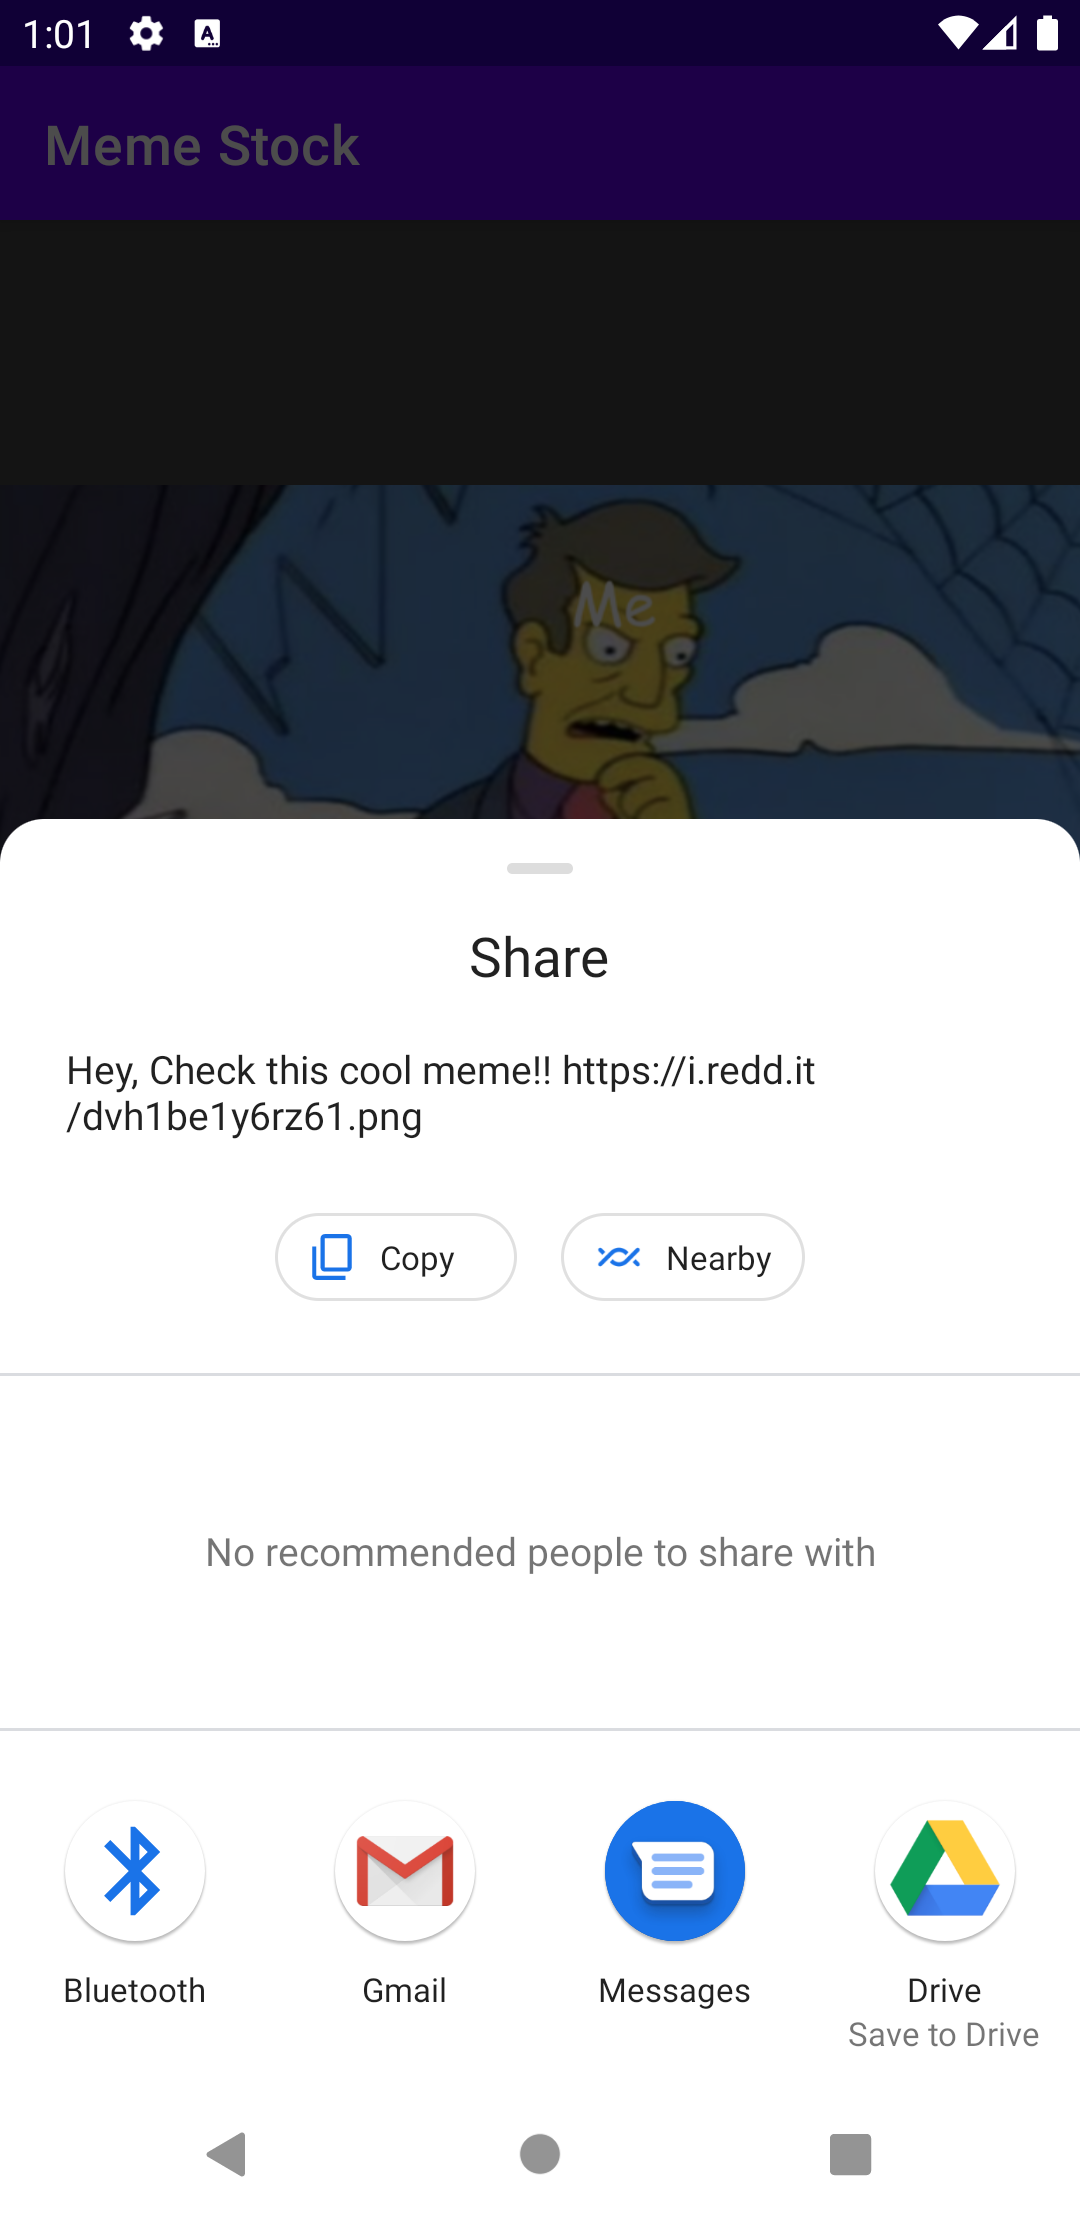 1:01
Meme Stock
Me
Share
Hey, Check this cool meme!! https://i.redd.it
/dvh1be1y6rz61.png
Copy
Nearby
No recommended people to share with
Bluetooth
Gmail
Messages
Drive
Save to Drive